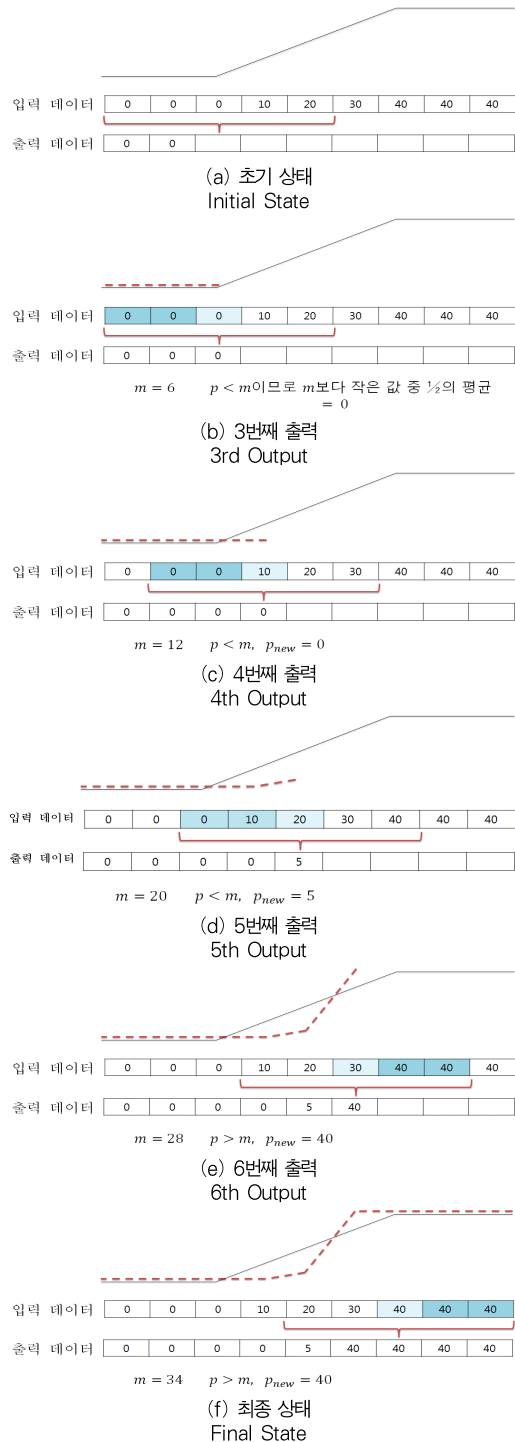 입력 데이터 0 0 0 10 20 30 40 40 40
출력 데이터 0 0
(a) 초기 상태
Initial State
입력 데이터 0 0 0 10 20 30 40 40 40
출력 데이터 0 0 0
m = 6 p < m이므로 m보다 작은 값 중 ½의 평균
= 0
(b) 3번째 출력
3rd Output
입력 데이터 0 0 0 10 20 30 40 40 40
출력 데이터 0 0 0 0
m = 12 p < m, pnew = 0
(c) 4번째 출력
4th Output
입력 데이터 0 0 0 10 20 30 40 40 40
출력 데이터 0 0 0 0 5
m = 20 p < m, pnew = 5
(d) 5번째 출력
5th Output
입력 데이터 0 0 0 10 20 30 40 40 40
출력 데이터 0 0 0 0 5 40
m = 28 p > m, pnew = 40
(e) 6번째 출력
6th Output
입력 데이터 0 0 0 10 20 30 40 40 40
출력 데이터 0 0 0 0 5 40 40 40 40
m = 34 p > m, pnew = 40
(f) 최종 상태
Final State